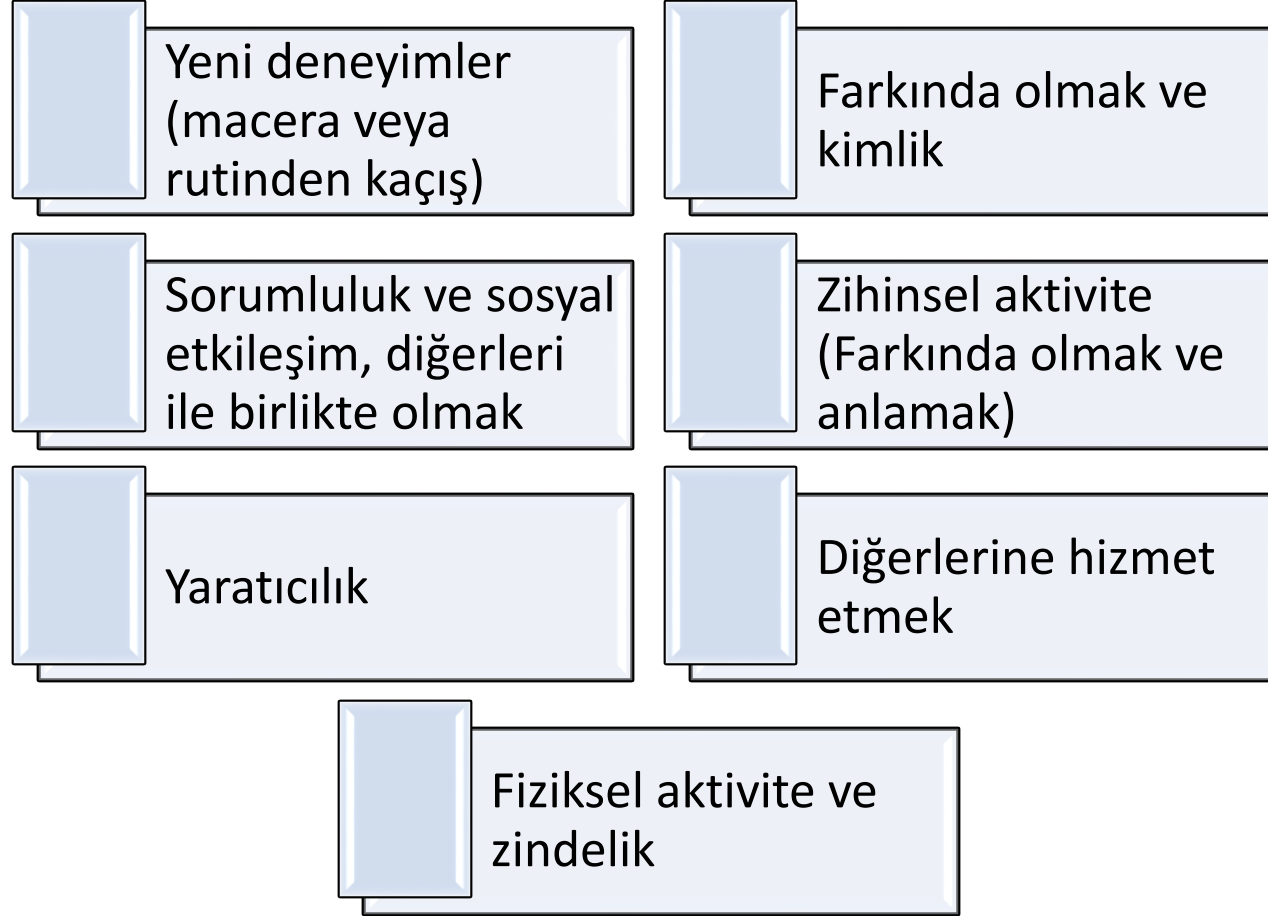 Yeni deneyimler
(macera veya
rutinden kaçış)
Farkında olmak ve
kimlik
Sorumluluk ve sosyal
etkileşim, diğerleri
ile birlikte olmak
Zihinsel aktivite
(Farkında olmak ve
anlamak)
Yaratıcılık
Diğerlerine hizmet
etmek
Fiziksel aktivite ve
zindelik